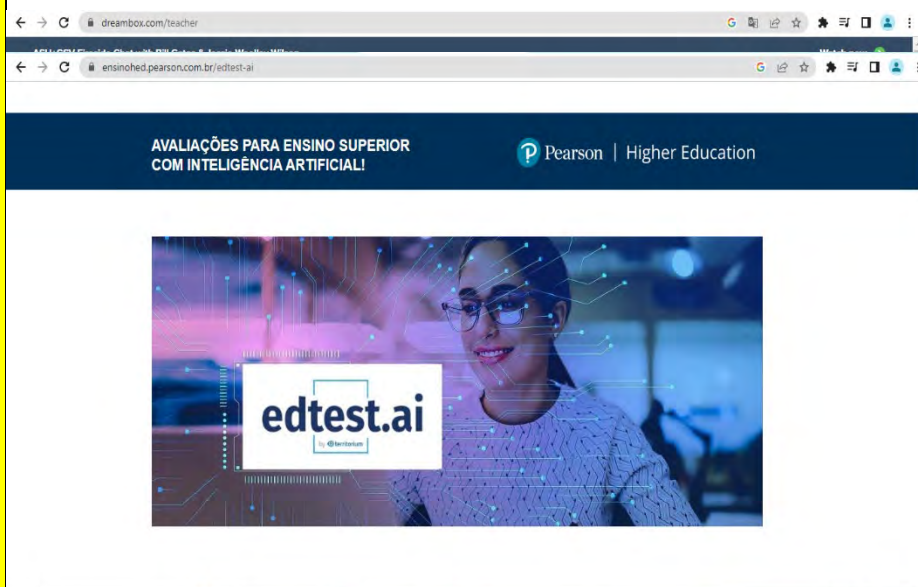 dreambox.com/teacher
ensinohed.pearson.com.br/edtest-ai
AVALIAÇÕES PARA ENSINO SUPERIOR
COM INTELIGÊNCIA ARTIFICIAL!
P Pearson | Higher Education
edtest.ai
by territorium